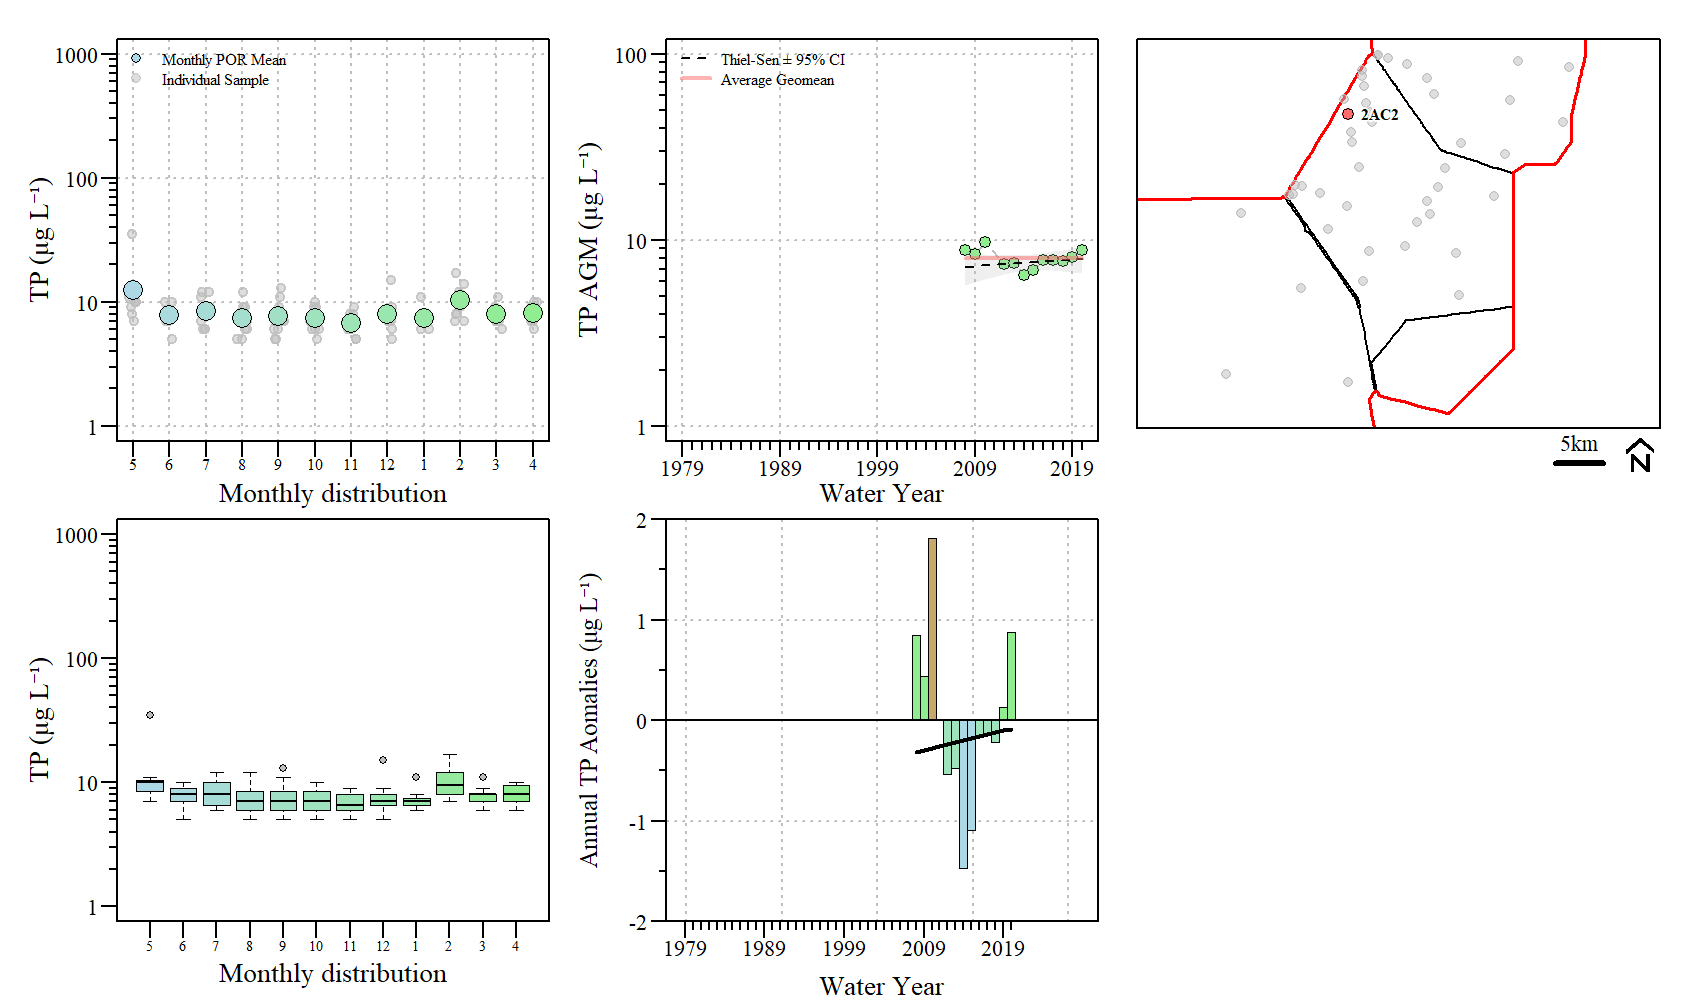 TP (µg L⁻¹)
1000
100
10
1
Monthly POR Mean
Individual Sample
5 6 7 8 9 10 11 12 1 2 3 4
Monthly distribution
TP AGM (µg L⁻¹)
100
10
1
Thiel-Sen ± 95% CI
Average Geomean
1979 1989 1999 2009 2019
Water Year
2AC2
5km
N
TP (µg L⁻¹)
1000
100
10
1
5 6 7 8 9 10 11 12 1 2 3 4
Monthly distribution
Annual TP Aomalies (µg L⁻¹)
2
1
0
-1
-2
1979 1989 1999 2009 2019
Water Year